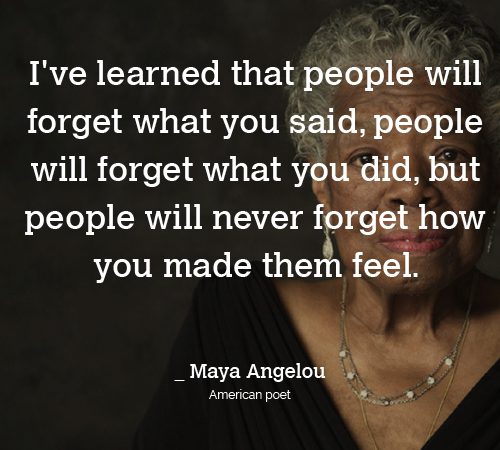 I've learned that people will
forget what you said, people
will forget what you did, but
people will never forget how
you made them feel.
_ Maya Angelou
American poet